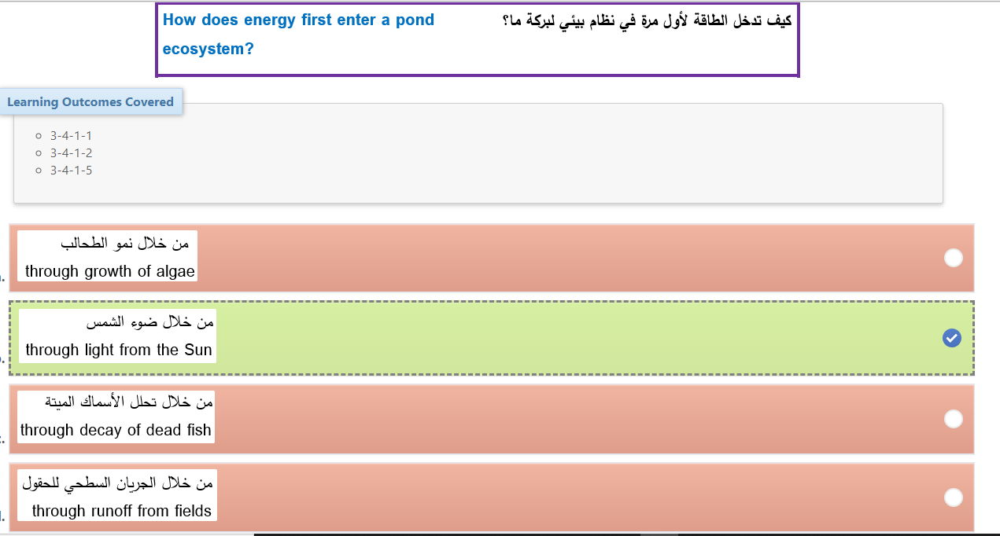 How does energy first enter a pond
ecosystem?
كيف تدخل الطاقة لأول مرة في نظام بيئي لبركة ما؟
Learning Outcomes Covered
3-4-1-1
3-4-1-2
3-4-1-5
من خلال نمو الطحالب
through growth of algae
من خلال ضوء الشمس
through light from the Sun
من خلال تحلل الأسماك الميتة
through decay of dead fish
من خلال الجريان السطحي للحقول
through runoff from fields